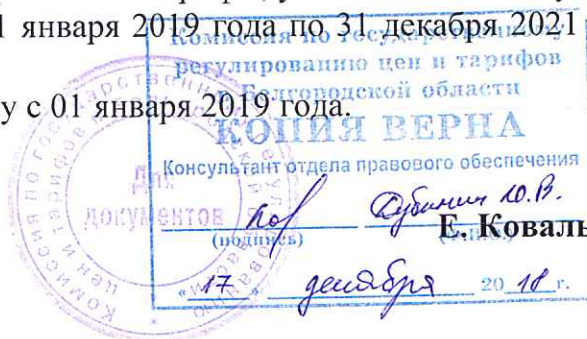 1 января 2019 года по 31 декабря 2021
у с 01 января 2019 года.
Комиссия по государственному
регулированию цен и тарифов
в Белгородской области
КОПИЯ ВЕРНА
Консультант отдела правового обеспечения
Для
документов
Ю.В.
(подпись)
Е. Коваль
«17» декабря 2018 г.